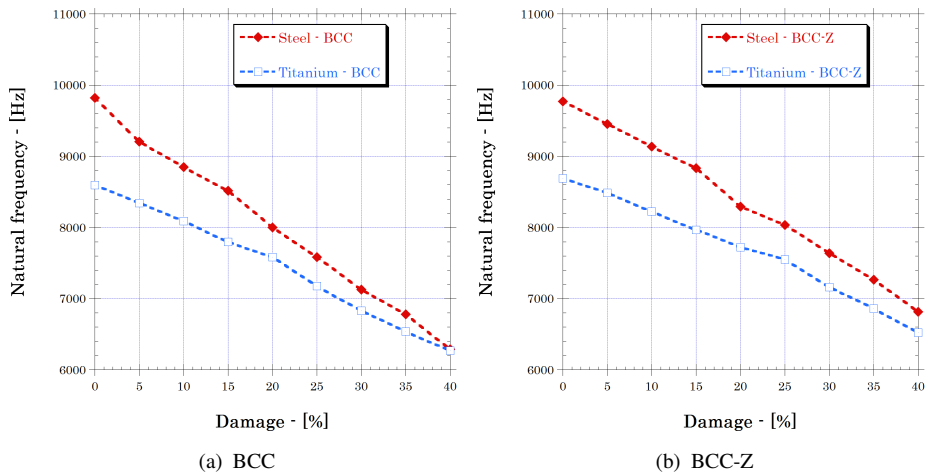 11000
10000
9000
8000
7000
6000
Natural frequency - [Hz]
Steel - BCC
Titanium - BCC
0 5 10 15 20 25 30 35 40
Damage - [%]
(a) BCC
11000
10000
9000
8000
7000
6000
Natural frequency - [Hz]
Steel - BCC-Z
Titanium - BCC-Z
0 5 10 15 20 25 30 35 40
Damage - [%]
(b) BCC-Z